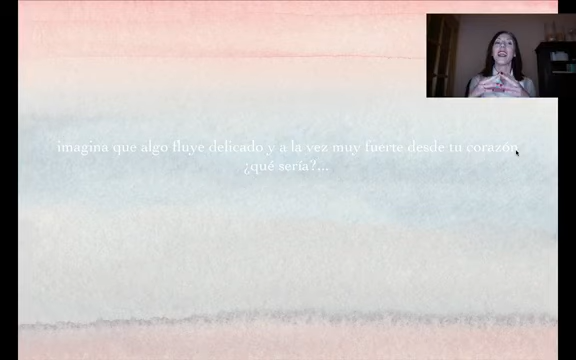 imagina que algo fluye delicado y a la vez muy fuerte desde tu corazón
¿qué sería?...